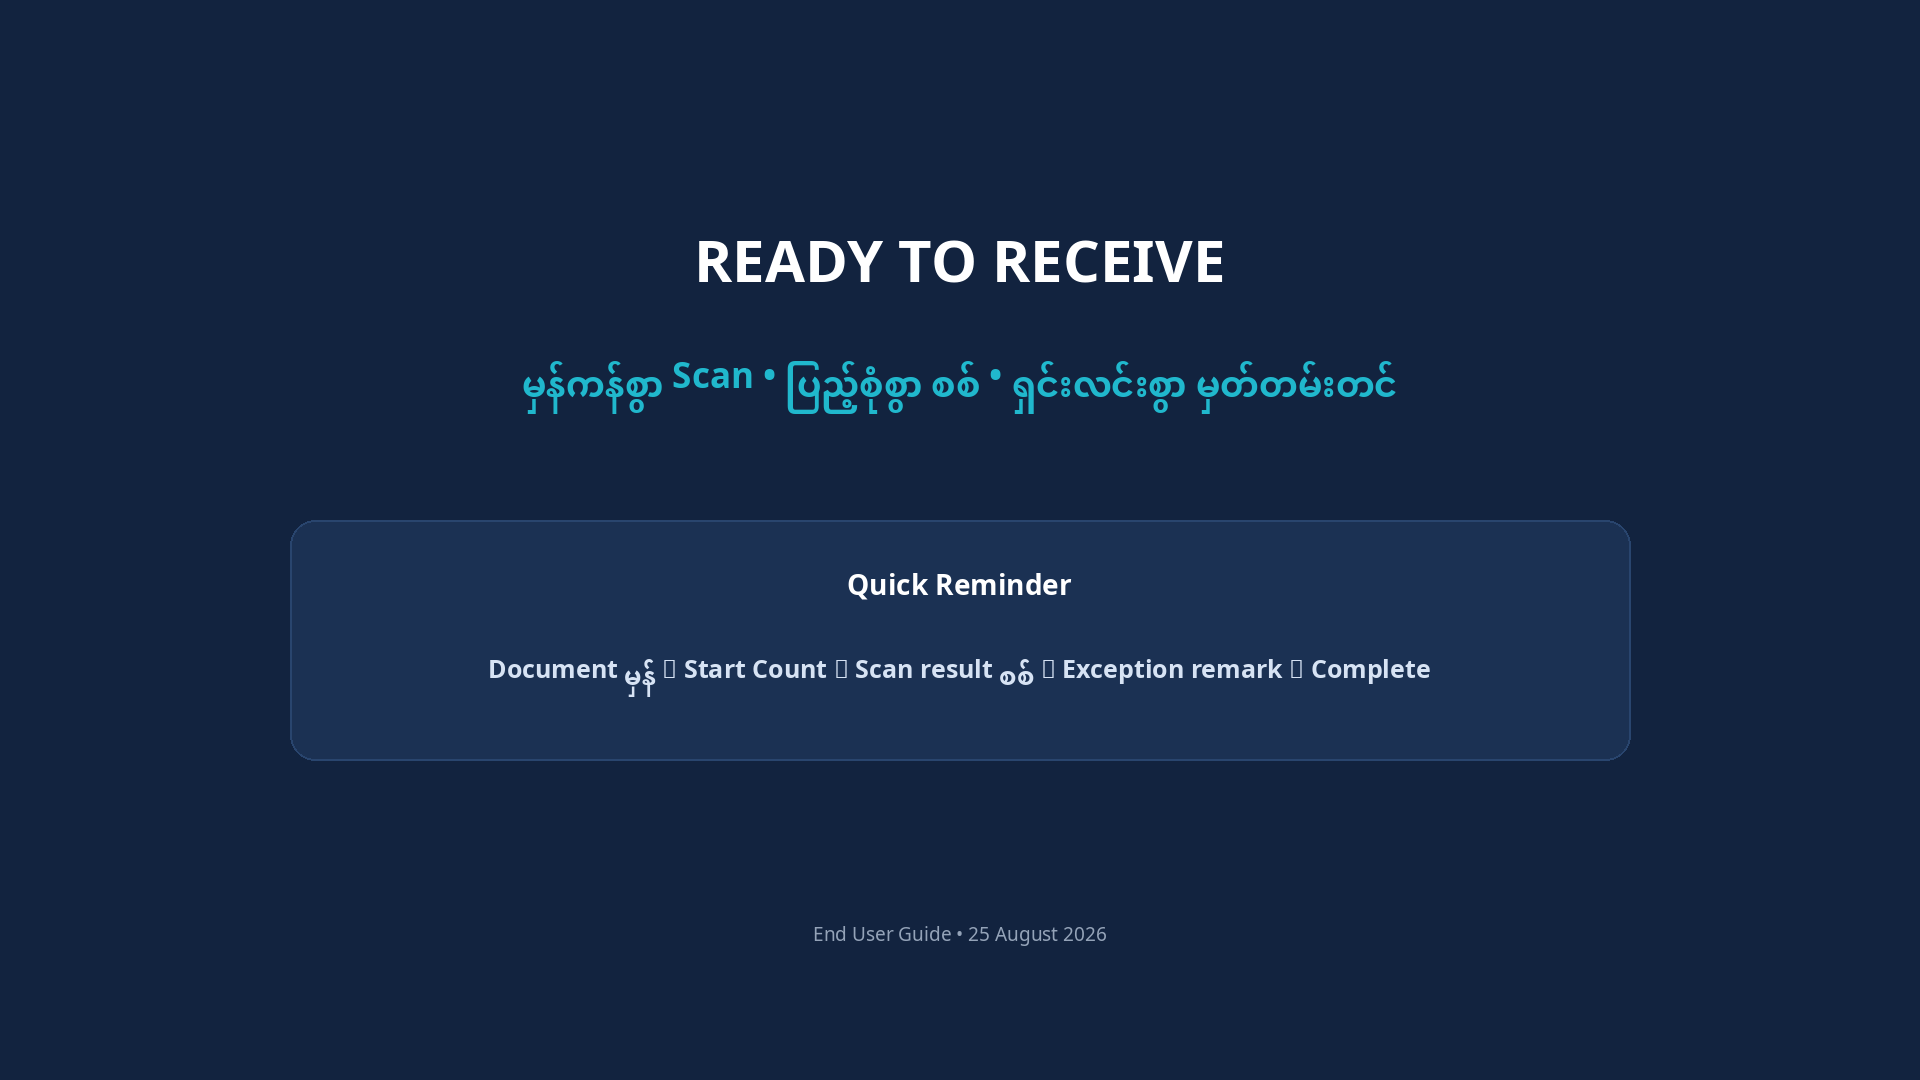 READY TO RECEIVE
မှန်ကန်စွာ Scan • ပြည့်စုံစွာ စစ် • ရှင်းလင်းစွာ မှတ်တမ်းတင်
Quick Reminder
Document မှန် ▯ Start Count ▯ Scan result စစ် ▯ Exception remark ▯ Complete
End User Guide • 25 August 2026